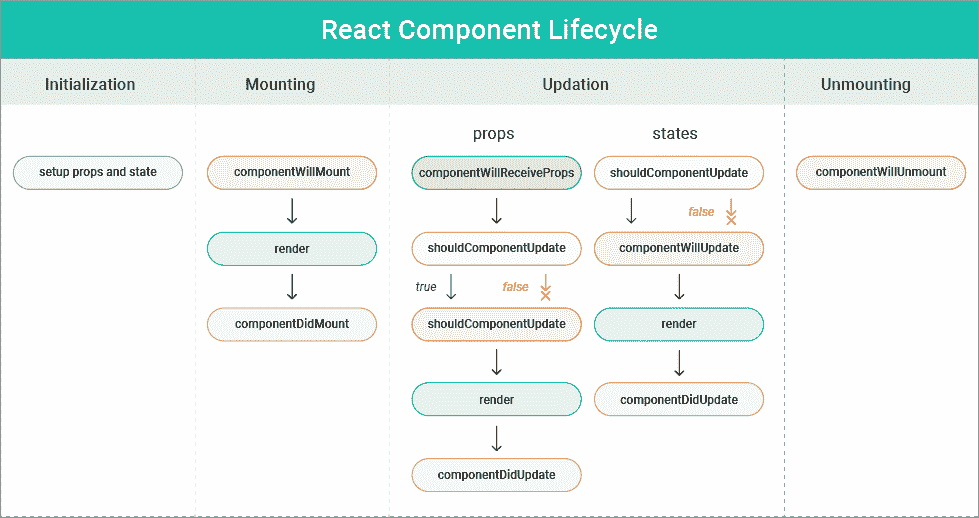 React Component Lifecycle
Initialization
Mounting
Updation
Unmounting
props
states
setup props and state
componentWillMount
componentWillReceiveProps
shouldComponentUpdate
componentWillUnmount
false
render
shouldComponentUpdate
componentWillUpdate
true
false
componentDidMount
shouldComponentUpdate
render
render
componentDidUpdate
componentDidUpdate